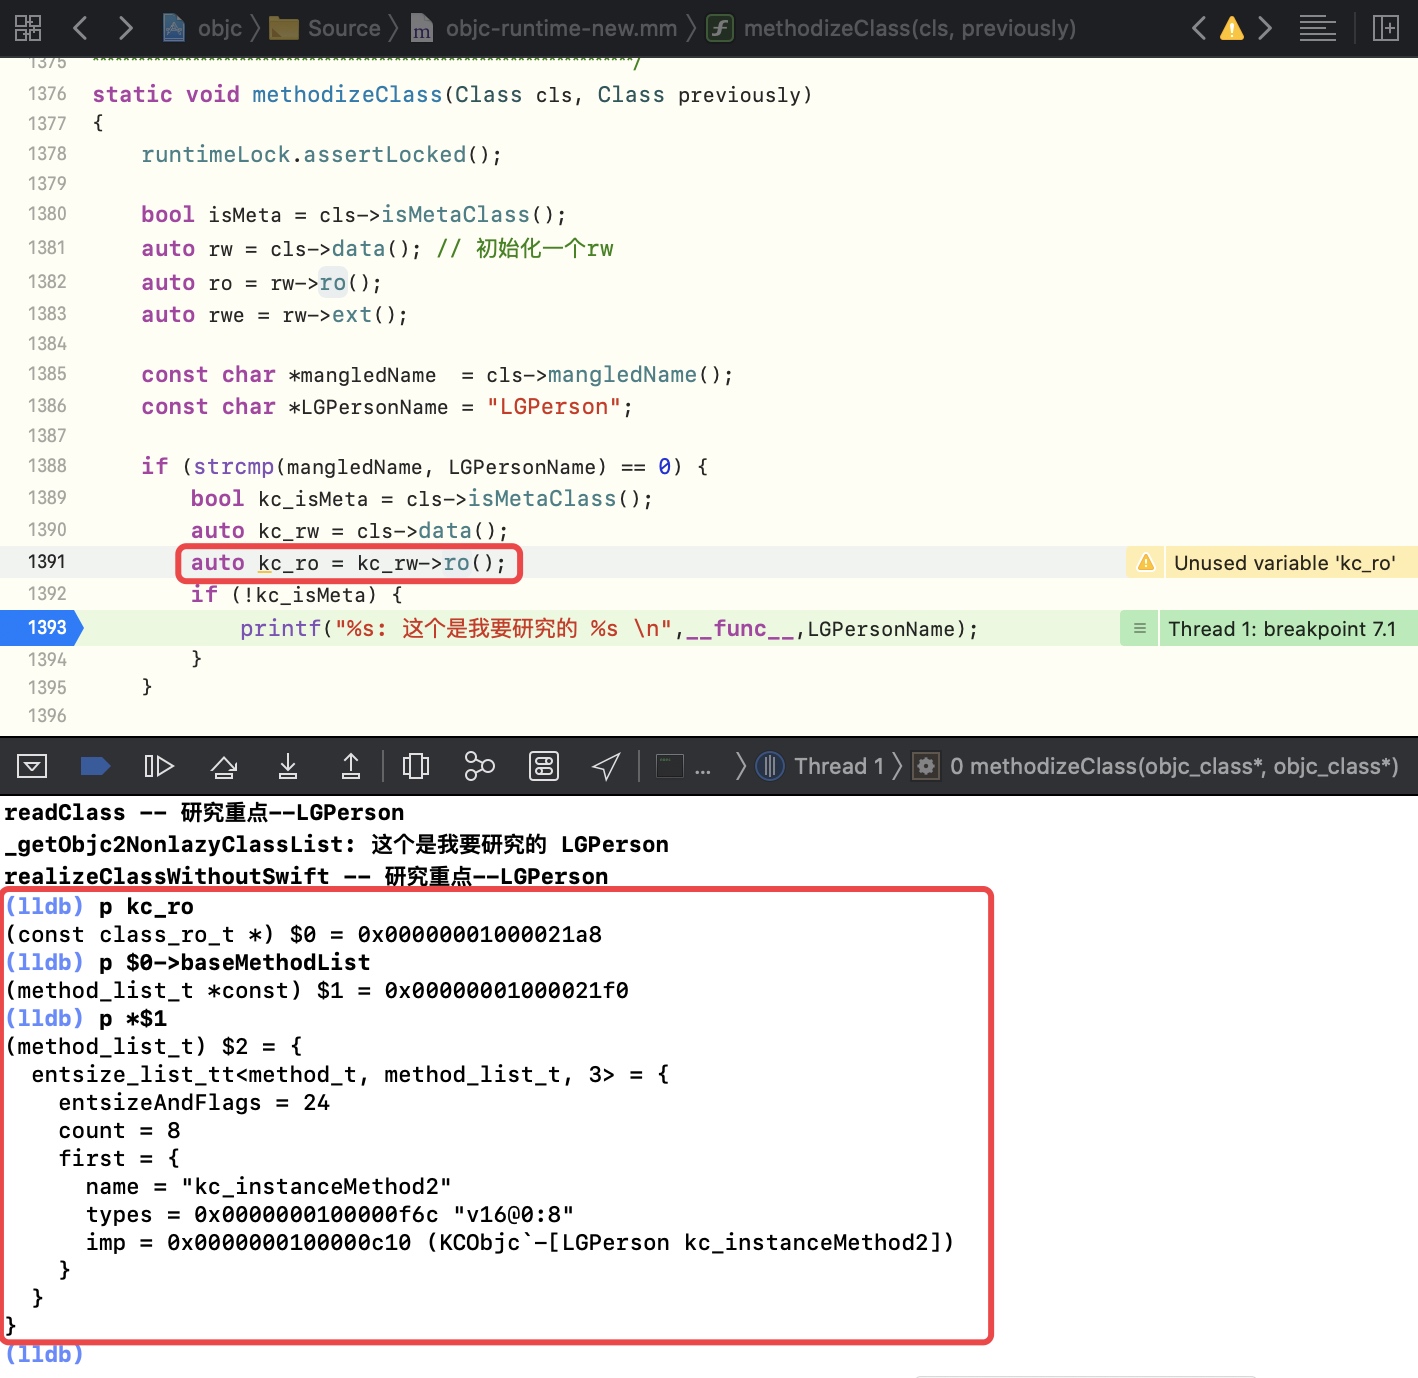 objc Source objc-runtime-new.mm methodizeClass(cls, previously)
1375 *****************************************************************/
1376 static void methodizeClass(Class cls, Class previously)
1377 {
1378 runtimeLock.assertLocked();
1379
1380 bool isMeta = cls->isMetaClass();
1381 auto rw = cls->data(); // 初始化一个rw
1382 auto ro = rw->ro();
1383 auto rwe = rw->ext();
1384
1385 const char *mangledName  = cls->mangledName();
1386 const char *LGPersonName = "LGPerson";
1387
1388 if (strcmp(mangledName, LGPersonName) == 0) {
1389 bool kc_isMeta = cls->isMetaClass();
1390 auto kc_rw = cls->data();
1391 auto kc_ro = kc_rw->ro(); Unused variable 'kc_ro'
1392 if (!kc_isMeta) {
1393 printf("%s: 这个是我要研究的 %s \n",__func__,LGPersonName); Thread 1: breakpoint 7.1
1394 }
1395 }
1396
... Thread 1 0 methodizeClass(objc_class*, objc_class*)
readClass -- 研究重点--LGPerson
_getObjc2NonlazyClassList: 这个是我要研究的 LGPerson
realizeClassWithoutSwift -- 研究重点--LGPerson
(lldb) p kc_ro
(const class_ro_t *) $0 = 0x00000001000021a8
(lldb) p $0->baseMethodList
(method_list_t *const) $1 = 0x00000001000021f0
(lldb) p *$1
(method_list_t) $2 = {
entsize_list_tt<method_t, method_list_t, 3> = {
entsizeAndFlags = 24
count = 8
first = {
name = "kc_instanceMethod2"
types = 0x0000000100000f6c "v16@0:8"
imp = 0x0000000100000c10 (KCObjc`-[LGPerson kc_instanceMethod2])
}
}
}
(lldb)